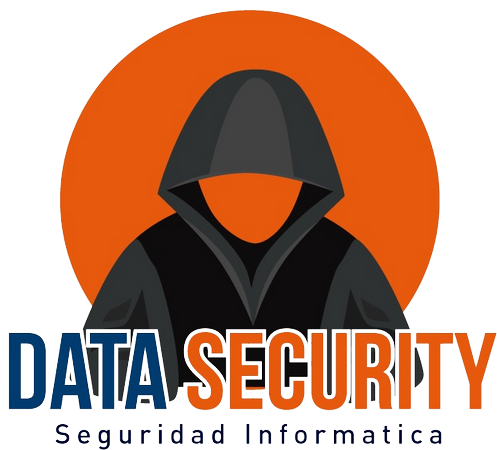 DATA SECURITY
Seguridad Informatica